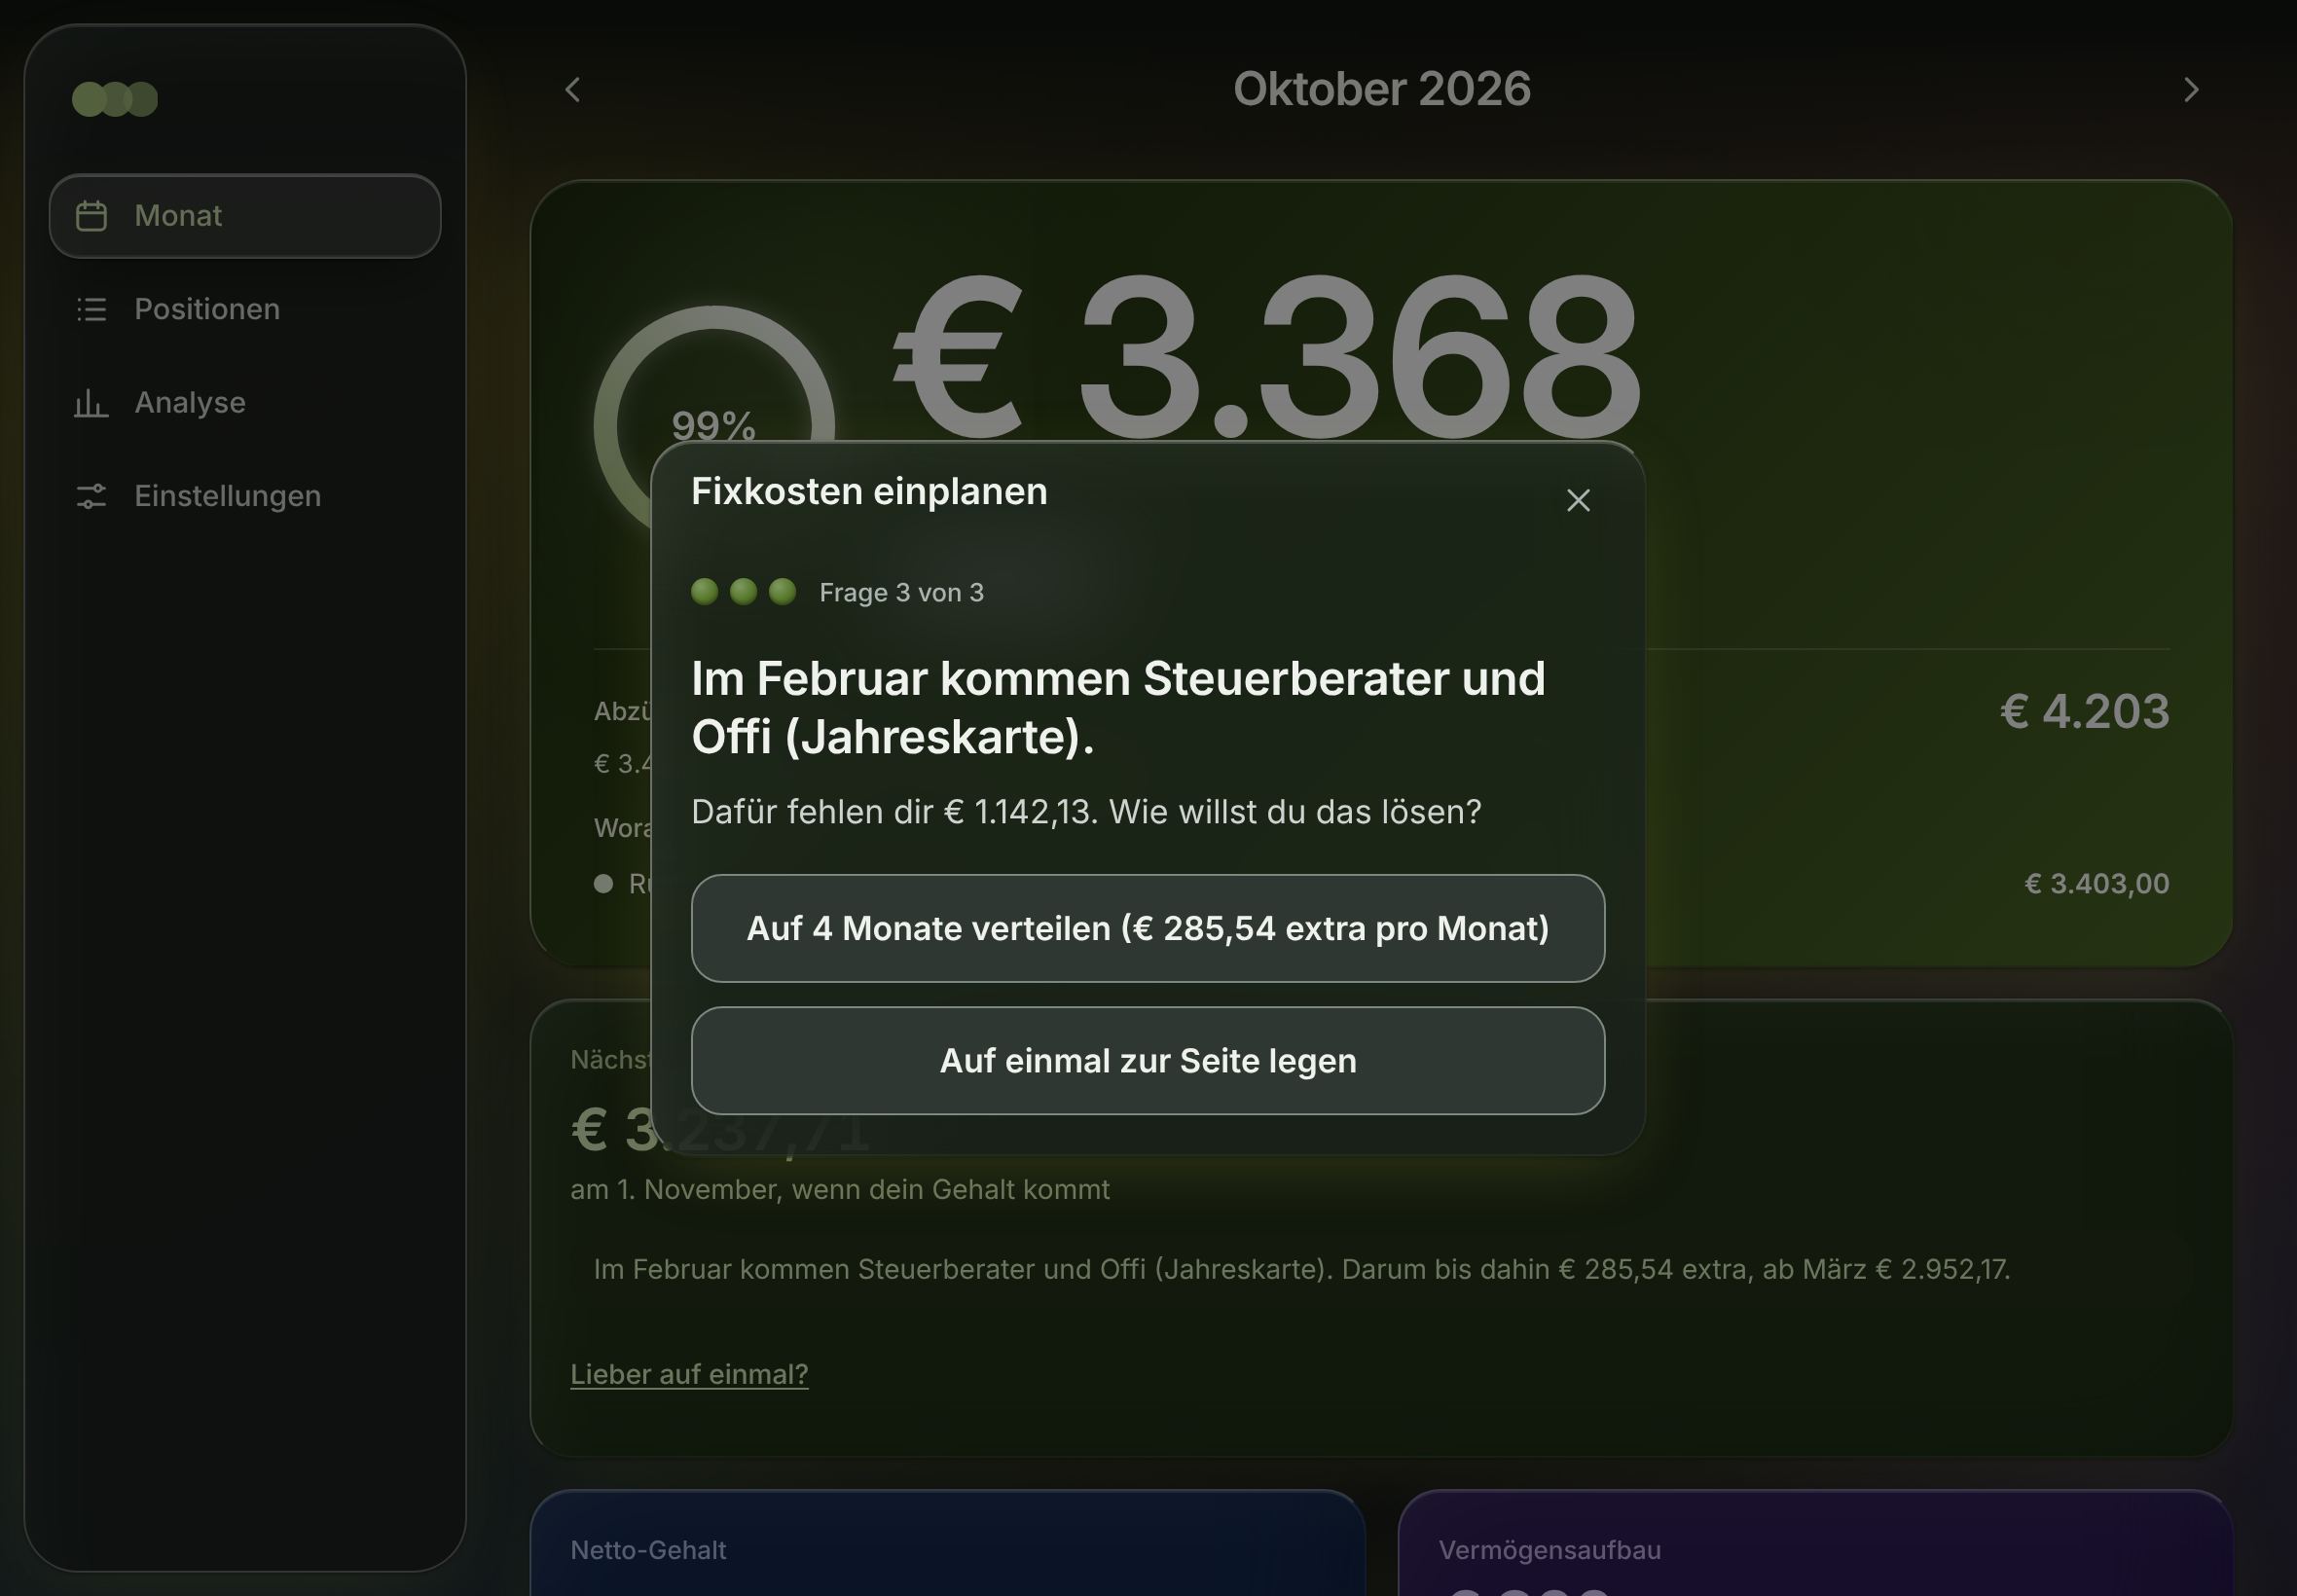 Oktober 2026
Monat
Positionen
Analyse
Einstellungen
€ 3.368
99%
Fixkosten einplanen
Frage 3 von 3
Im Februar kommen Steuerberater und
Offi (Jahreskarte).
Dafür fehlen dir € 1.142,13. Wie willst du das lösen?
Auf 4 Monate verteilen (€ 285,54 extra pro Monat)
Auf einmal zur Seite legen
€ 4.203
€ 3.403,00
€ 3.237,71
am 1. November, wenn dein Gehalt kommt
Im Februar kommen Steuerberater und Offi (Jahreskarte). Darum bis dahin € 285,54 extra, ab März € 2.952,17.
Lieber auf einmal?
Netto-Gehalt
Vermögensaufbau